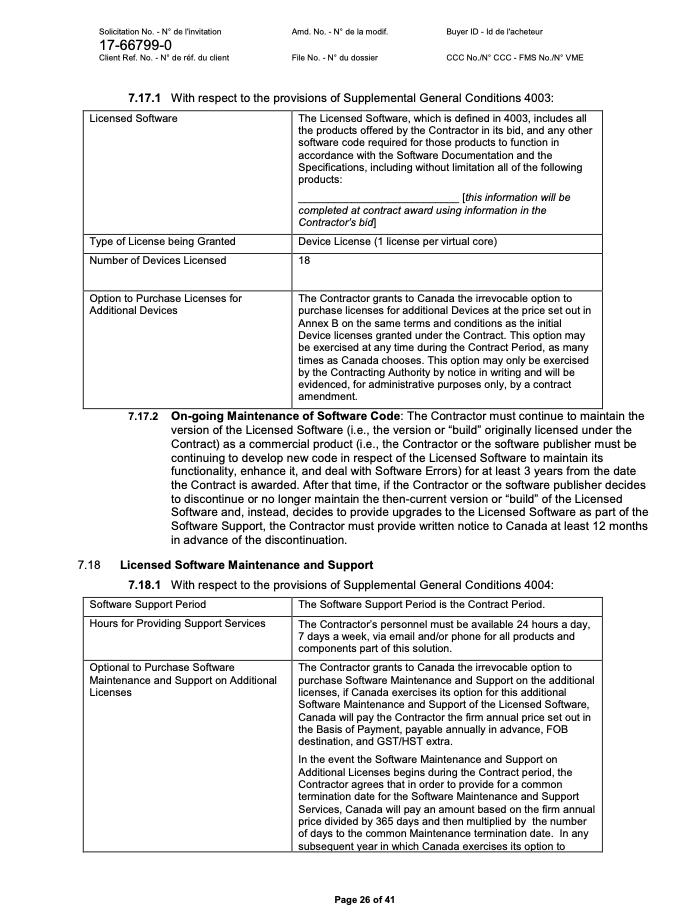 Solicitation No. - N° de l'invitation
Amd. No. - N° de la modif.
Buyer ID - Id de l'acheteur
17-66799-0
Client Ref. No. - N° de réf. du client
File No. - N° du dossier
CCC No./N° CCC - FMS No./N° VME
7.17.1 With respect to the provisions of Supplemental General Conditions 4003:
Licensed Software
The Licensed Software, which is defined in 4003, includes all
the products offered by the Contractor in its bid, and any other
software code required for those products to function in
accordance with the Software Documentation and the
Specifications, including without limitation all of the following
products:
____________________________ [this information will be
completed at contract award using information in the
Contractor's bid]
Type of License being Granted
Device License (1 license per virtual core)
Number of Devices Licensed
18
Option to Purchase Licenses for
Additional Devices
The Contractor grants to Canada the irrevocable option to
purchase licenses for additional Devices at the price set out in
Annex B on the same terms and conditions as the initial
Device licenses granted under the Contract. This option may
be exercised at any time during the Contract Period, as many
times as Canada chooses. This option may only be exercised
by the Contracting Authority by notice in writing and will be
evidenced, for administrative purposes only, by a contract
amendment.
7.17.2 On-going Maintenance of Software Code: The Contractor must continue to maintain the
version of the Licensed Software (i.e., the version or “build” originally licensed under the
Contract) as a commercial product (i.e., the Contractor or the software publisher must be
continuing to develop new code in respect of the Licensed Software to maintain its
functionality, enhance it, and deal with Software Errors) for at least 3 years from the date
the Contract is awarded. After that time, if the Contractor or the software publisher decides
to discontinue or no longer maintain the then-current version or “build” of the Licensed
Software and, instead, decides to provide upgrades to the Licensed Software as part of the
Software Support, the Contractor must provide written notice to Canada at least 12 months
in advance of the discontinuation.
7.18 Licensed Software Maintenance and Support
7.18.1 With respect to the provisions of Supplemental General Conditions 4004:
Software Support Period
The Software Support Period is the Contract Period.
Hours for Providing Support Services
The Contractor's personnel must be available 24 hours a day,
7 days a week, via email and/or phone for all products and
components part of this solution.
Optional to Purchase Software
Maintenance and Support on Additional
Licenses
The Contractor grants to Canada the irrevocable option to
purchase Software Maintenance and Support on the additional
licenses, if Canada exercises its option for this additional
Software Maintenance and Support of the Licensed Software,
Canada will pay the Contractor the firm annual price set out in
the Basis of Payment, payable annually in advance, FOB
destination, and GST/HST extra.
In the event the Software Maintenance and Support on
Additional Licenses begins during the Contract period, the
Contractor agrees that in order to provide for a common
termination date for the Software Maintenance and Support
Services, Canada will pay an amount based on the firm annual
price divided by 365 days and then multiplied by the number
of days to the common Maintenance termination date. In any
subsequent year in which Canada exercises its option to
Page 26 of 41